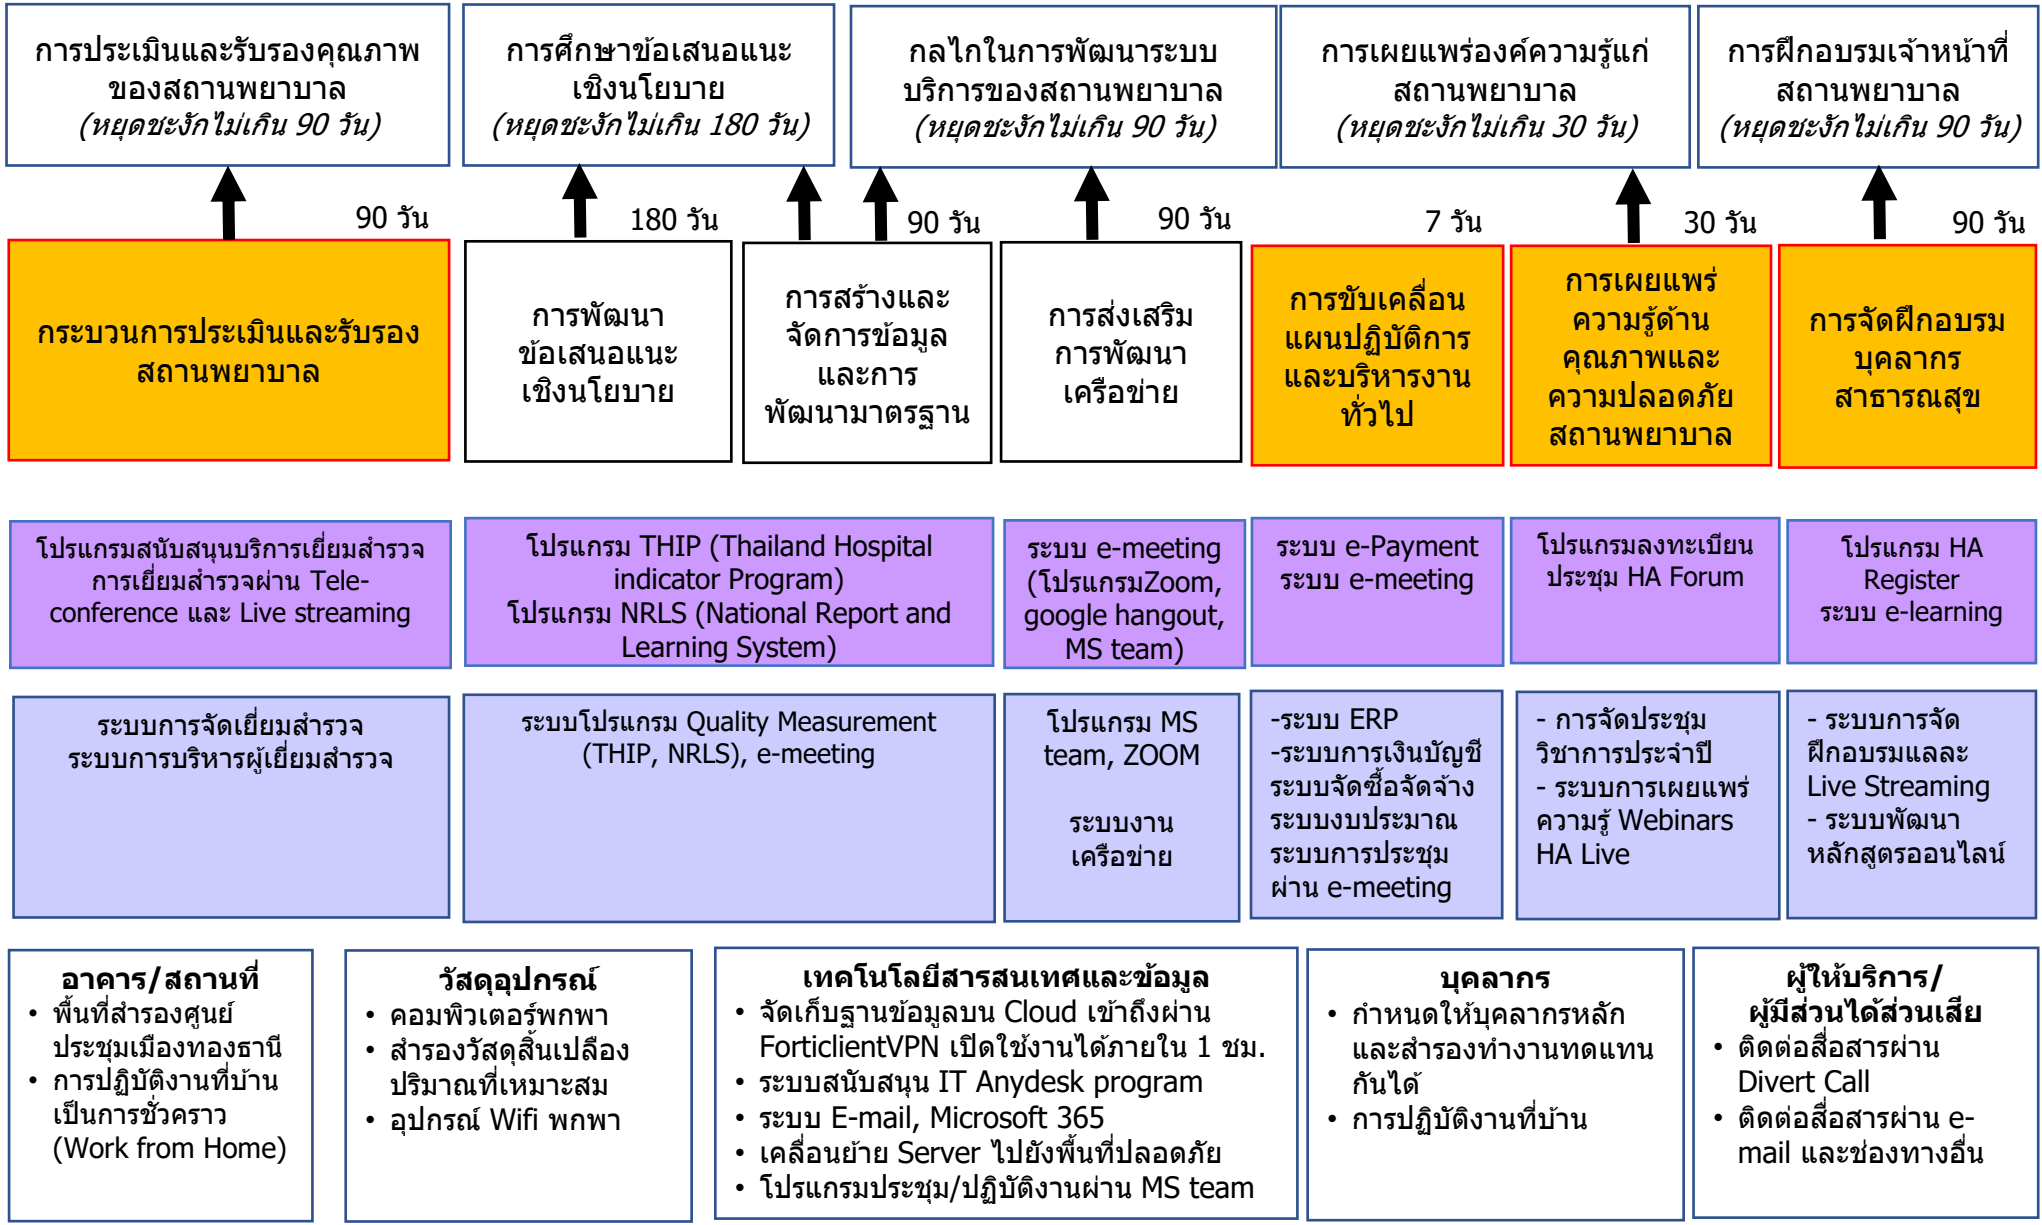 การประเมินและรับรองคุณภาพ
ของสถานพยาบาล
(หยุดชะงักไม่เกิน 90 วัน)
การศึกษาข้อเสนอแนะ
เชิงนโยบาย
(หยุดชะงักไม่เกิน 180 วัน)
กลไกในการพัฒนาระบบ
บริการของสถานพยาบาล
(หยุดชะงักไม่เกิน 90 วัน)
การเผยแพร่องค์ความรู้แก่
สถานพยาบาล
(หยุดชะงักไม่เกิน 30 วัน)
การฝึกอบรมเจ้าหน้าที่
สถานพยาบาล
(หยุดชะงักไม่เกิน 90 วัน)
90 วัน
180 วัน
90 วัน
90 วัน
7 วัน
30 วัน
90 วัน
กระบวนการประเมินและรับรอง
สถานพยาบาล
การพัฒนา
ข้อเสนอแนะ
เชิงนโยบาย
การสร้างและ
จัดการข้อมูล
และการ
พัฒนามาตรฐาน
การส่งเสริม
การพัฒนา
เครือข่าย
การขับเคลื่อน
แผนปฏิบัติการ
และบริหารงาน
ทั่วไป
การเผยแพร่
ความรู้ด้าน
คุณภาพและ
ความปลอดภัย
สถานพยาบาล
การจัดฝึกอบรม
บุคลากร
สาธารณสุข
โปรแกรมสนับสนุนบริการเยี่ยมสำรวจ
การเยี่ยมสำรวจผ่าน Tele-
conference และ Live streaming
โปรแกรม THIP (Thailand Hospital
indicator Program)
โปรแกรม NRLS (National Report and
Learning System)
ระบบ e-meeting
(โปรแกรมZoom,
google hangout,
MS team)
ระบบ e-Payment
ระบบ e-meeting
โปรแกรมลงทะเบียน
ประชุม HA Forum
โปรแกรม HA
Register
ระบบ e-learning
ระบบการจัดเยี่ยมสำรวจ
ระบบการบริหารผู้เยี่ยมสำรวจ
ระบบโปรแกรม Quality Measurement
(THIP, NRLS), e-meeting
โปรแกรม MS
team, ZOOM
ระบบงาน
เครือข่าย
-ระบบ ERP
-ระบบการเงินบัญชี
ระบบจัดซื้อจัดจ้าง
ระบบงบประมาณ
ระบบการประชุม
ผ่าน e-meeting
- การจัดประชุม
วิชาการประจำปี
- ระบบการเผยแพร่
ความรู้ Webinars
HA Live
- ระบบการจัด
ฝึกอบรมแลละ
Live Streaming
- ระบบพัฒนา
หลักสูตรออนไลน์
อาคาร/สถานที่
• พื้นที่สำรองศูนย์
ประชุมเมืองทองธานี
• การปฏิบัติงานที่บ้าน
เป็นการชั่วคราว
(Work from Home)
วัสดุอุปกรณ์
• คอมพิวเตอร์พกพา
• สำรองวัสดุสิ้นเปลือง
ปริมาณที่เหมาะสม
• อุปกรณ์ Wifi พกพา
เทคโนโลยีสารสนเทศและข้อมูล
• จัดเก็บฐานข้อมูลบน Cloud เข้าถึงผ่าน
ForticlientVPN เปิดใช้งานได้ภายใน 1 ชม.
• ระบบสนับสนุน IT Anydesk program
• ระบบ E-mail, Microsoft 365
• เคลื่อนย้าย Server ไปยังพื้นที่ปลอดภัย
• โปรแกรมประชุม/ปฏิบัติงานผ่าน MS team
บุคลากร
• กำหนดให้บุคลากรหลัก
และสำรองทำงานทดแทน
กันได้
• การปฏิบัติงานที่บ้าน
ผู้ให้บริการ/
ผู้มีส่วนได้ส่วนเสีย
• ติดต่อสื่อสารผ่าน
Divert Call
• ติดต่อสื่อสารผ่าน e-
mail และช่องทางอื่น